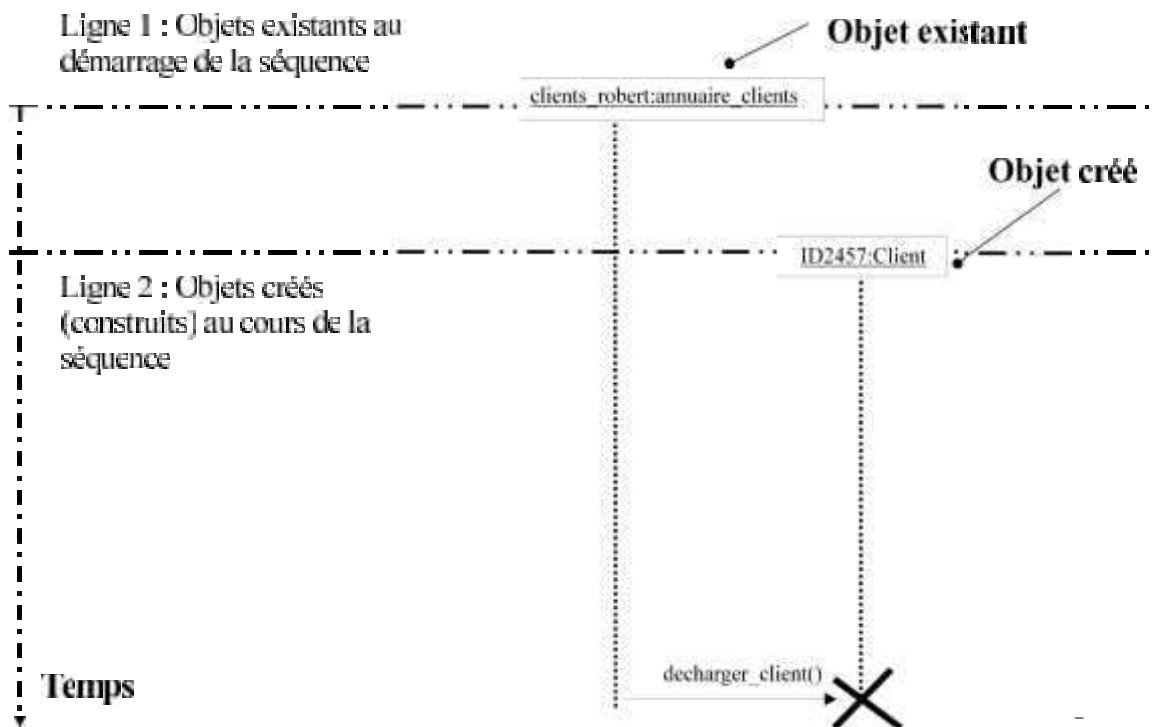 Ligne 1 : Objets existants au
démarrage de la séquence
Objet existant
clients_robert:annuaire_clients
Objet créé
ID2457:Client
Ligne 2 : Objets créés
(construits] au cours de la
séquence
decharger_client()
Temps